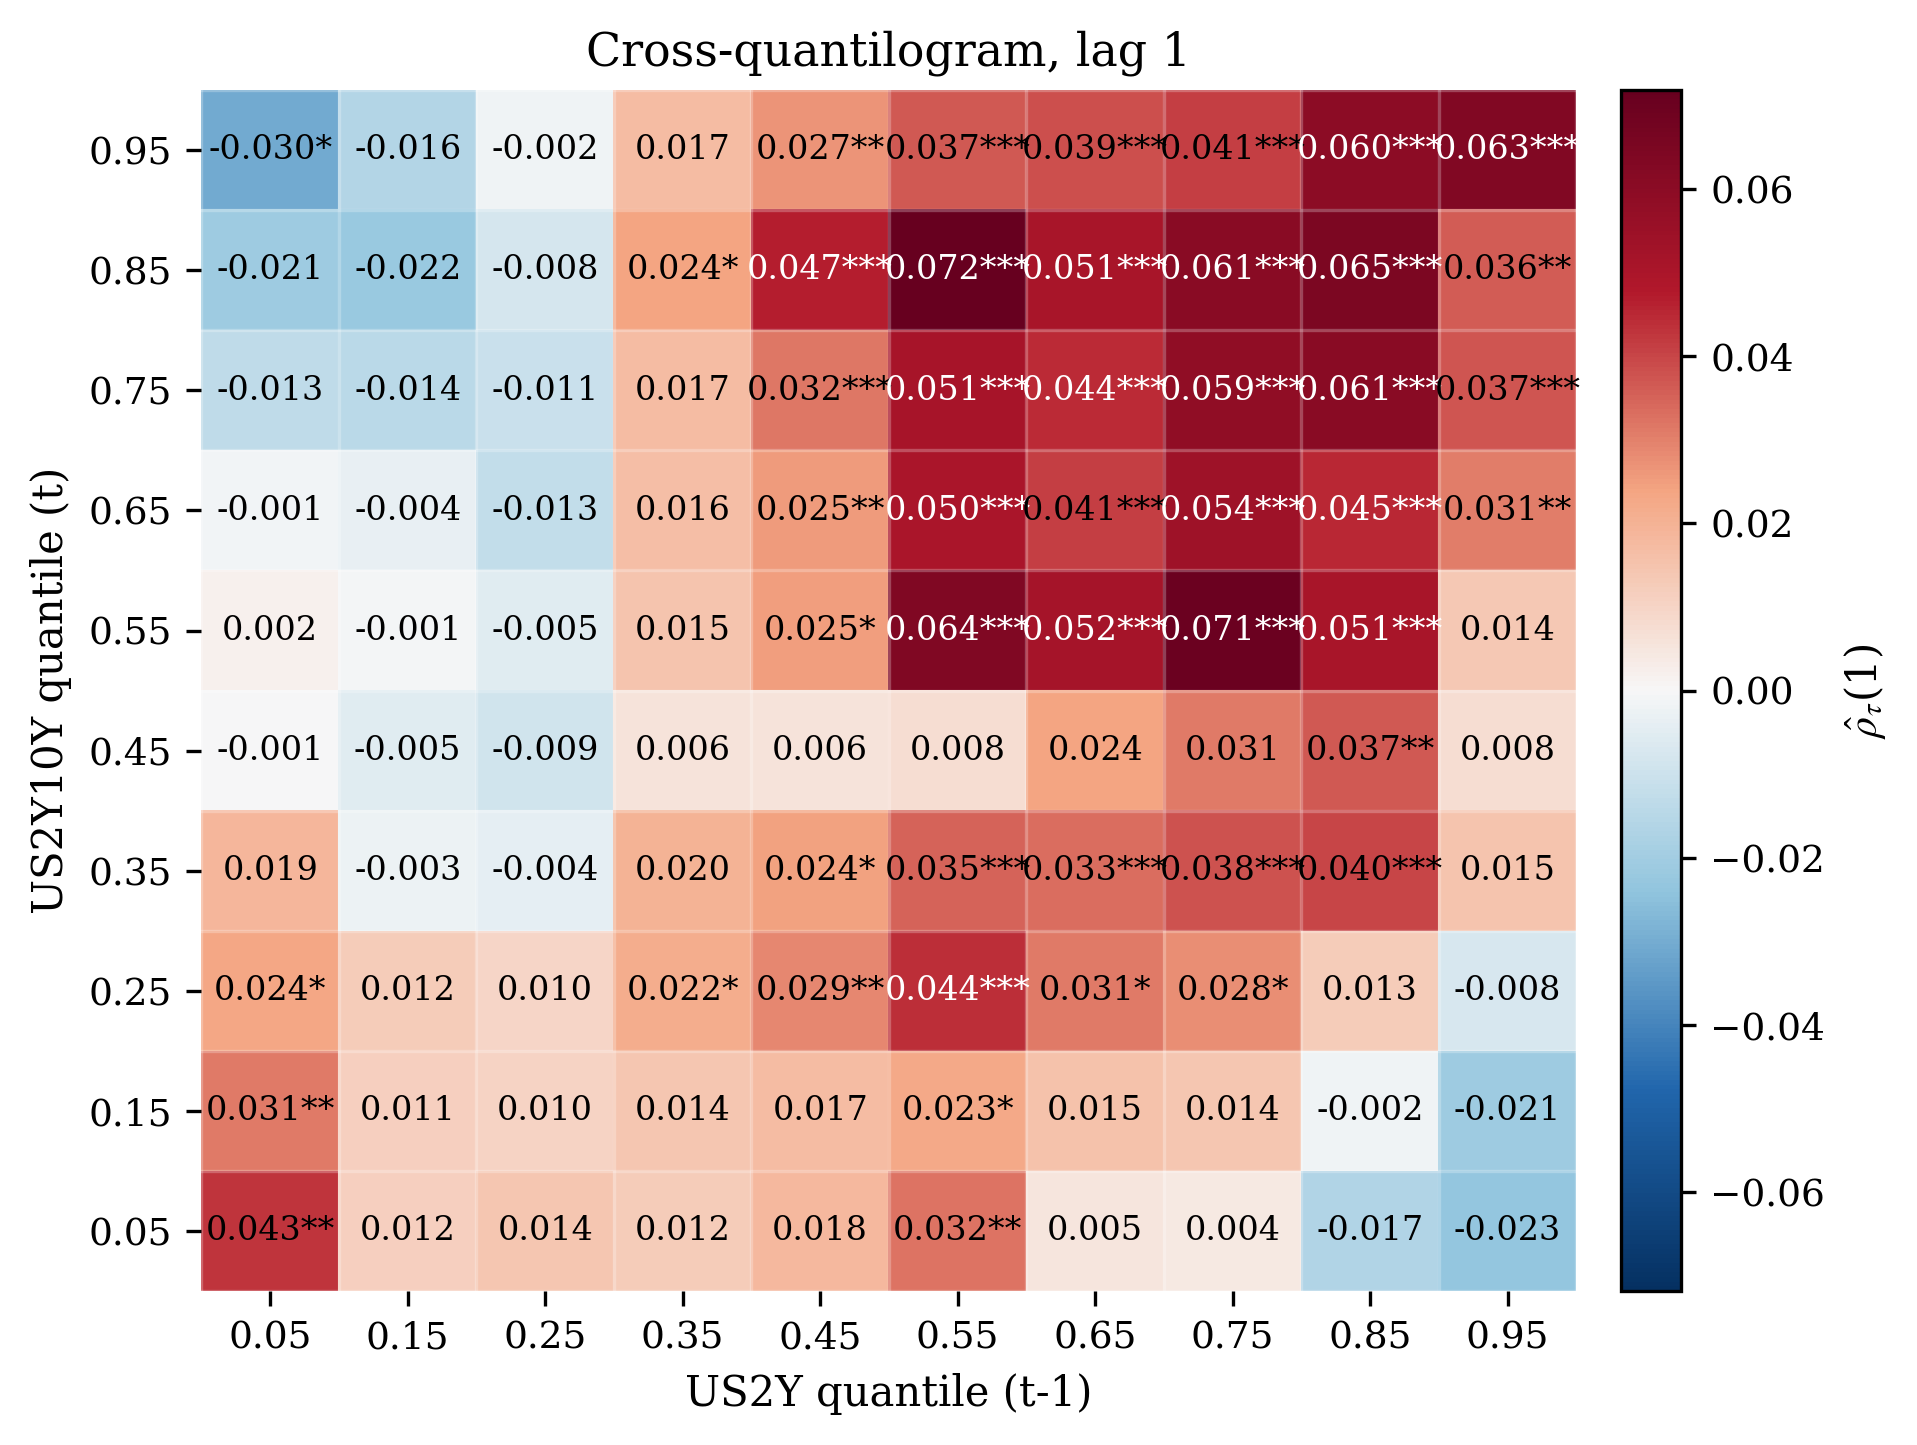 Cross-quantilogram, lag 1
0.95 -0.030* -0.016 -0.002 0.017 0.027** 0.037*** 0.039*** 0.041*** 0.060*** 0.063***
0.85 -0.021 -0.022 -0.008 0.024* 0.047*** 0.072*** 0.051*** 0.061*** 0.065*** 0.036**
0.75 -0.013 -0.014 -0.011 0.017 0.032*** 0.051*** 0.044*** 0.059*** 0.061*** 0.037***
0.65 -0.001 -0.004 -0.013 0.016 0.025** 0.050*** 0.041*** 0.054*** 0.045*** 0.031**
0.55 0.002 -0.001 -0.005 0.015 0.025* 0.064*** 0.052*** 0.071*** 0.051*** 0.014
0.45 -0.001 -0.005 -0.009 0.006 0.006 0.008 0.024 0.031 0.037** 0.008
0.35 0.019 -0.003 -0.004 0.020 0.024* 0.035*** 0.033*** 0.038*** 0.040*** 0.015
0.25 0.024* 0.012 0.010 0.022* 0.029** 0.044*** 0.031* 0.028* 0.013 -0.008
0.15 0.031** 0.011 0.010 0.014 0.017 0.023* 0.015 0.014 -0.002 -0.021
0.05 0.043** 0.012 0.014 0.012 0.018 0.032** 0.005 0.004 -0.017 -0.023
0.05 0.15 0.25 0.35 0.45 0.55 0.65 0.75 0.85 0.95
US2Y quantile (t-1)
US2Y10Y quantile (t)
0.06
0.04
0.02
0.00
−0.02
−0.04
−0.06
ρ̂τ(1)